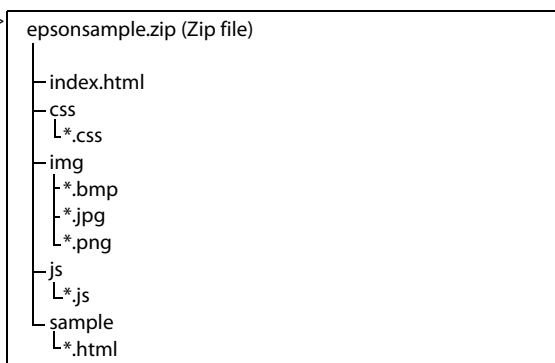 epsonsample.zip (Zip file)
index.html
css
*.css
img
*.bmp
*.jpg
*.png
js
*.js
sample
*.html